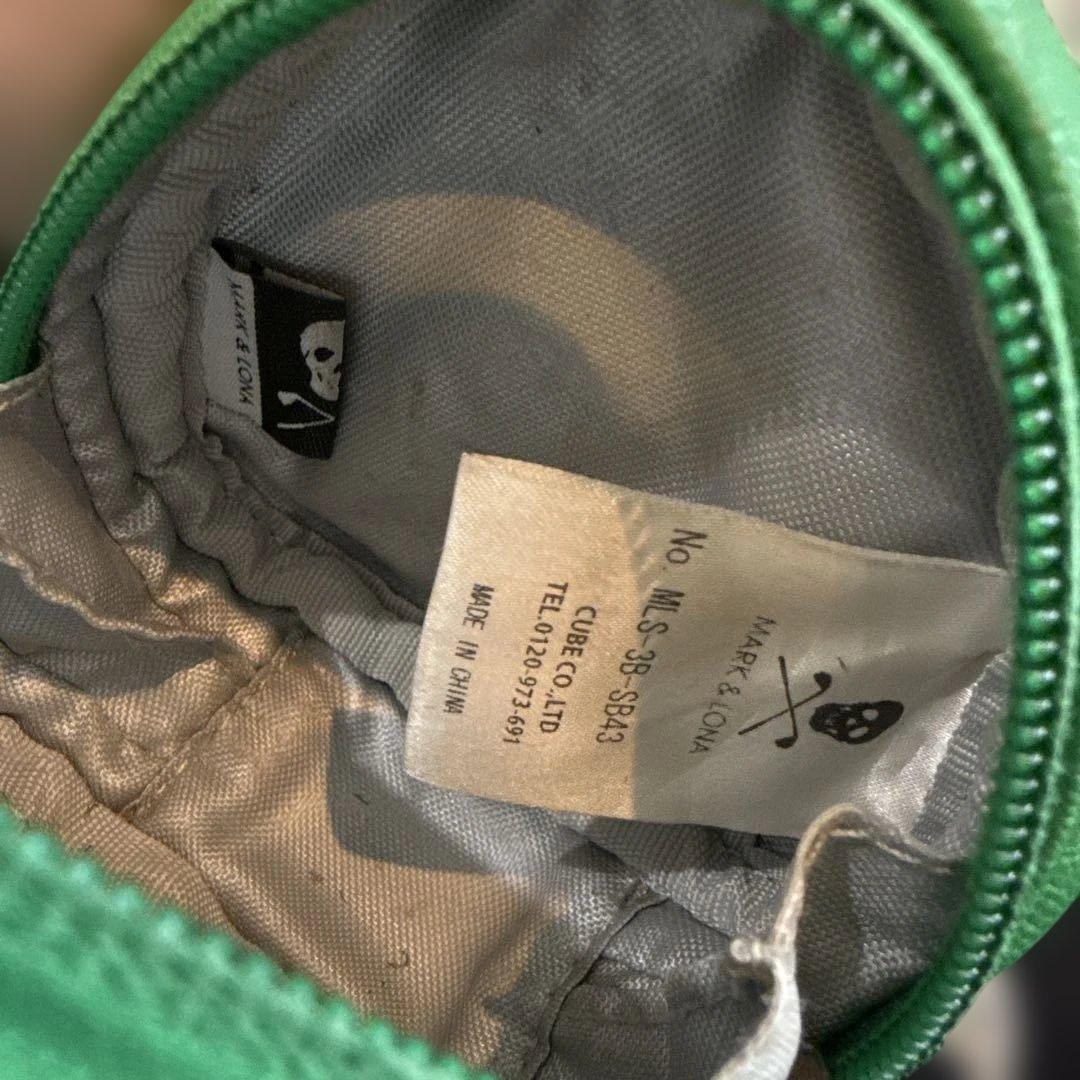 MARK & LONA
MARK & LONA
No. MLS-3B-SB43
CUBE CO.,LTD
TEL.0120-973-691
MADE IN CHINA